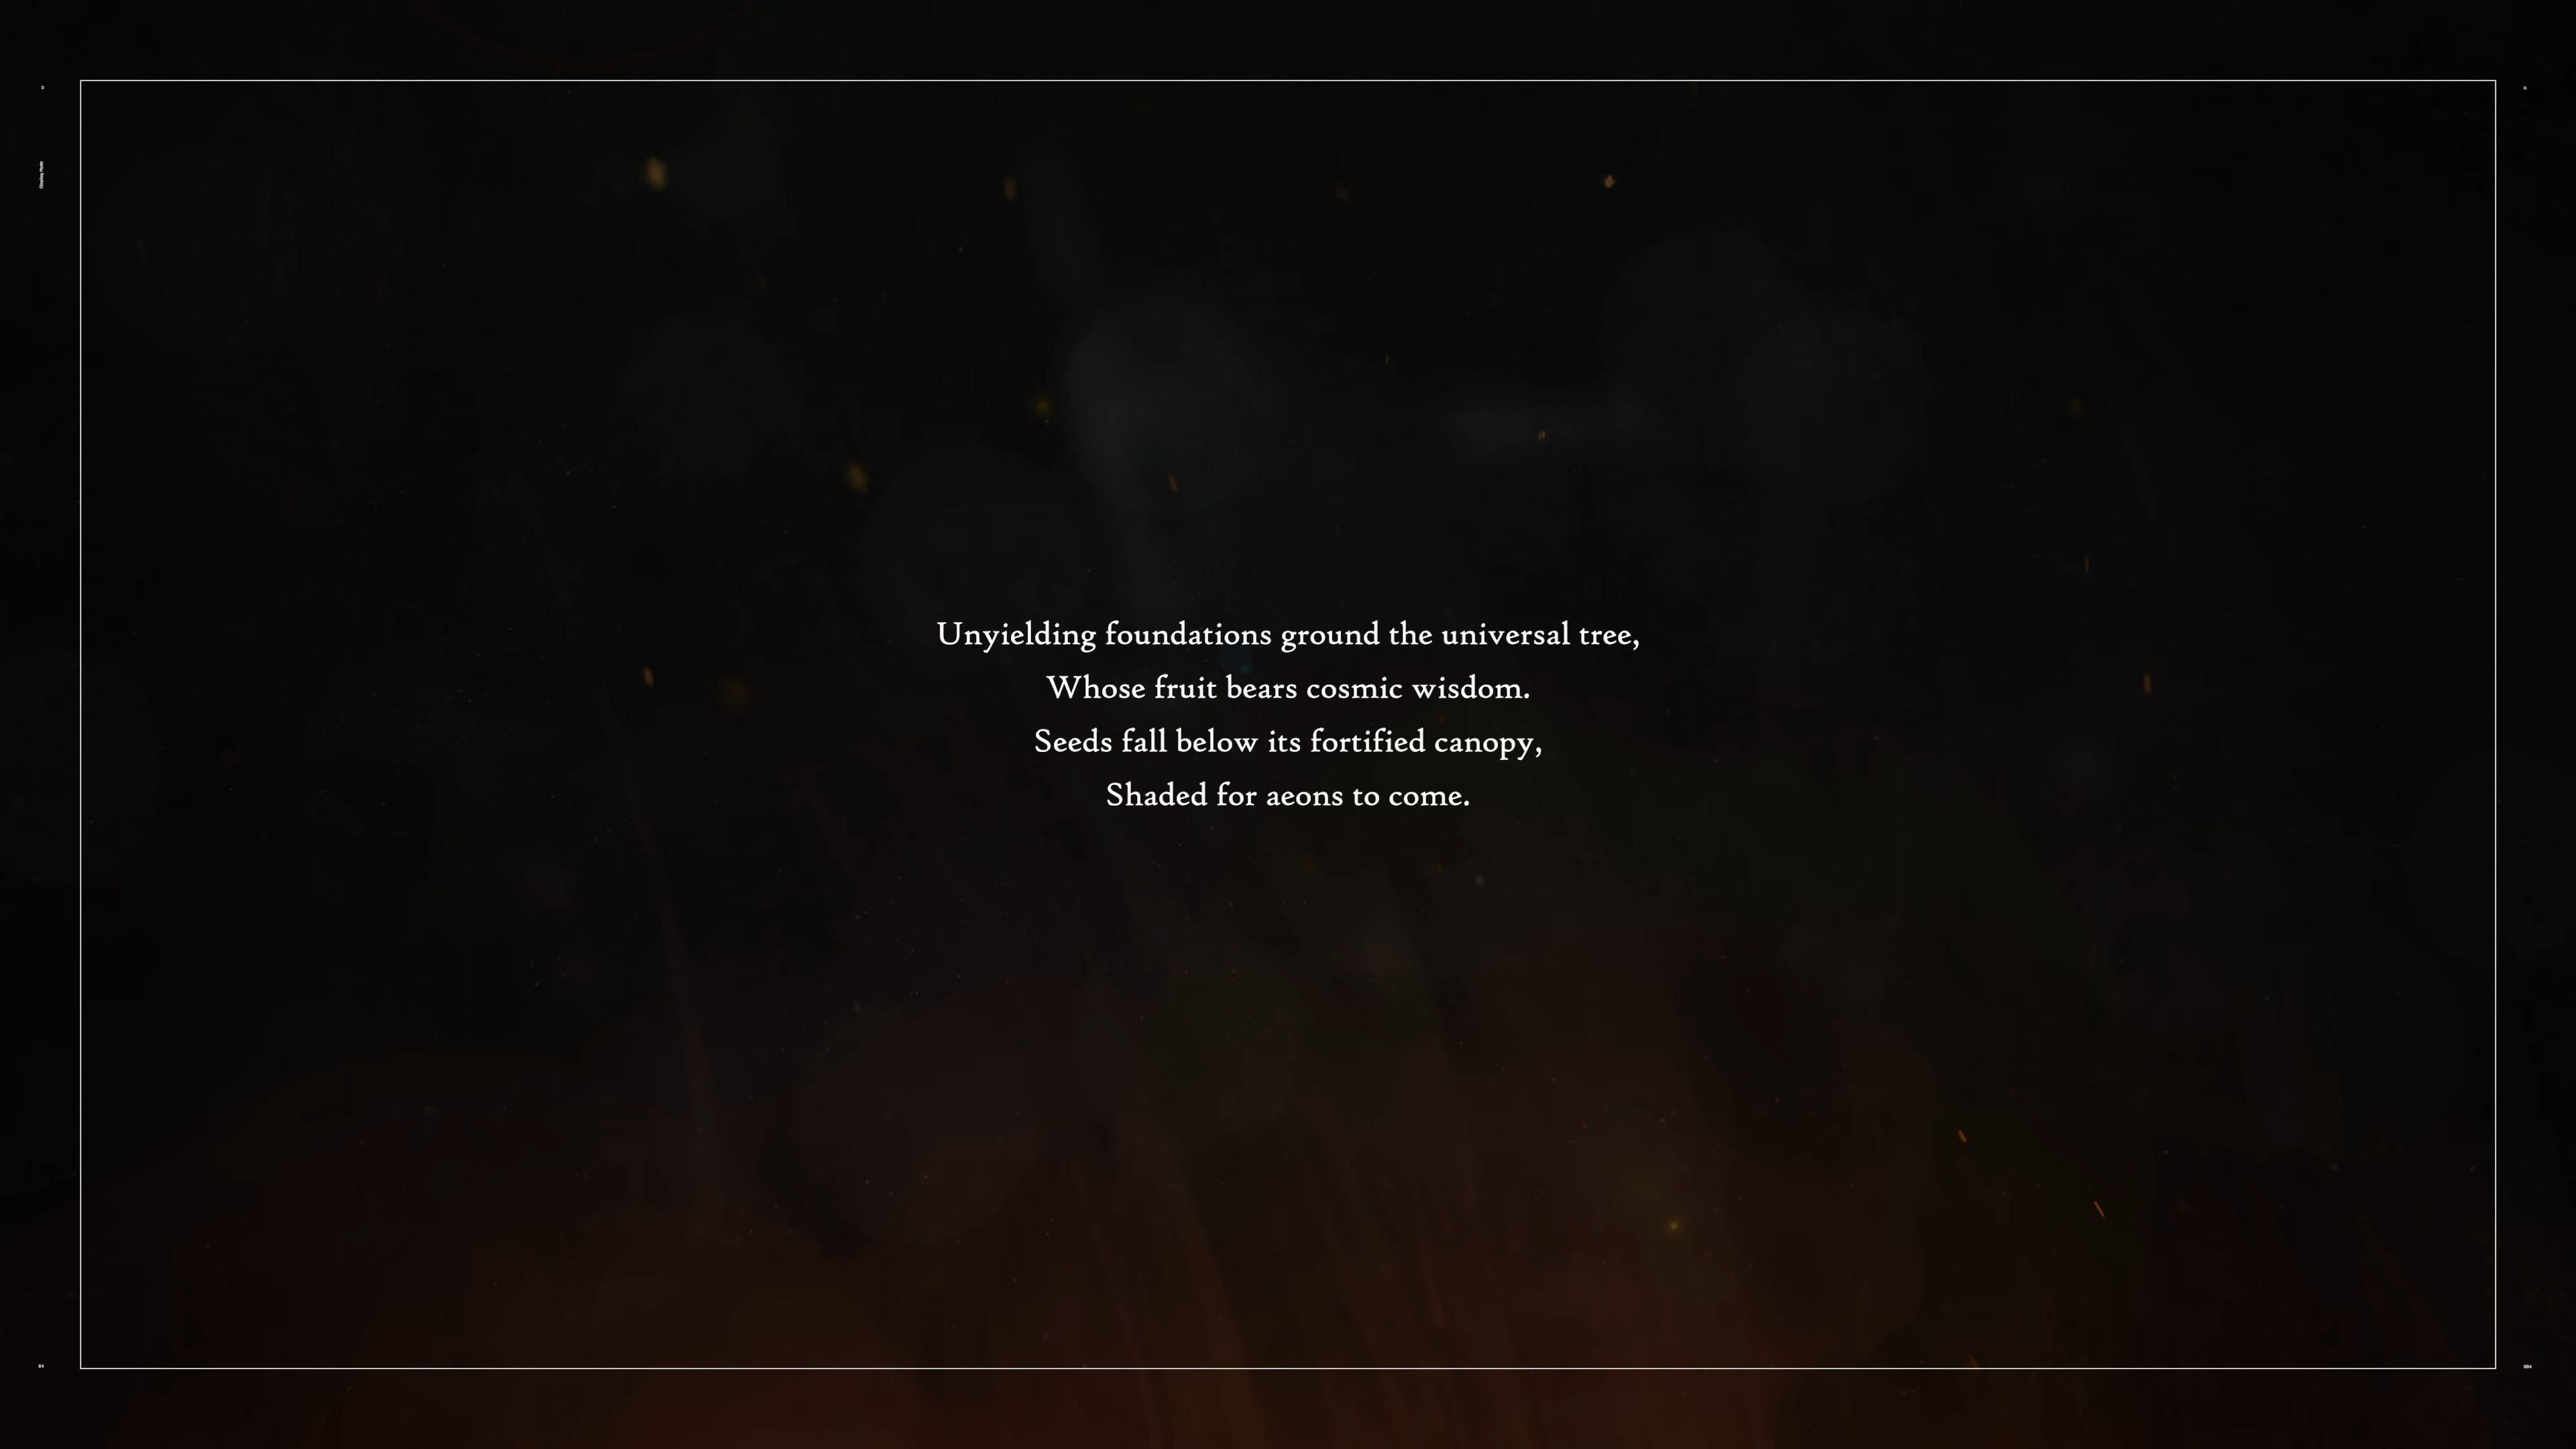 Unyielding foundations ground the universal tree,
Whose fruit bears cosmic wisdom.
Seeds fall below its fortified canopy,
Shaded for aeons to come.